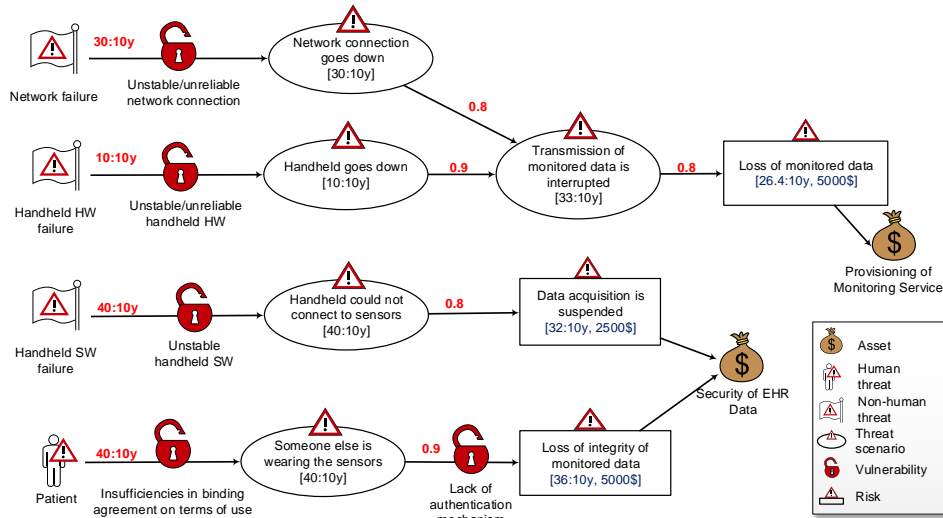 30:10y
Network failure
Unstable/unreliable
network connection
Network connection
goes down
[30:10y]
0.8
10:10y
Handheld HW
failure
Unstable/unreliable
handheld HW
Handheld goes down
[10:10y]
0.9
Transmission of
monitored data is
interrupted
[33:10y]
0.8
Loss of monitored data
[26.4:10y, 5000$]
$
Provisioning of
Monitoring Service
40:10y
Handheld SW
failure
Unstable
handheld SW
Handheld could not
connect to sensors
[40:10y]
0.8
Data acquisition is
suspended
[32:10y, 2500$]
$
Security of EHR
Data
40:10y
Patient
Insufficiencies in binding
agreement on terms of use
Someone else is
wearing the sensors
[40:10y]
0.9
Lack of
authentication
mechanism
Loss of integrity of
monitored data
[36:10y, 5000$]
$
Asset
Human
threat
Non-human
threat
Threat
scenario
Vulnerability
Risk